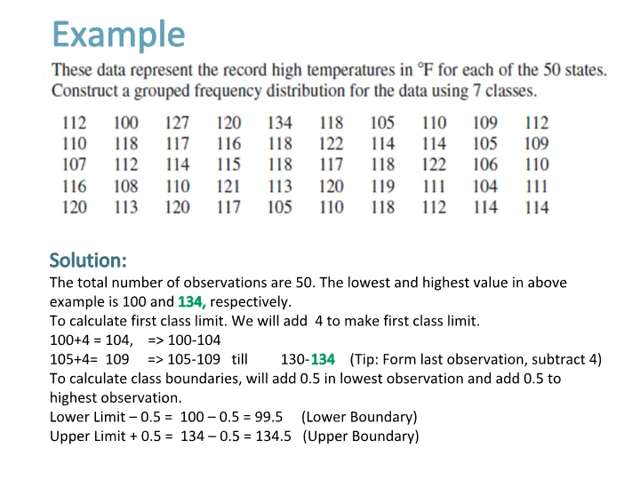 Example
These data represent the record high temperatures in °F for each of the 50 states.
Construct a grouped frequency distribution for the data using 7 classes.
112 100 127 120 134 118 105 110 109 112
110 118 117 116 118 122 114 114 105 109
107 112 114 115 118 117 118 122 106 110
116 108 110 121 113 120 119 111 104 111
120 113 120 117 105 110 118 112 114 114
Solution:
The total number of observations are 50. The lowest and highest value in above
example is 100 and 134, respectively.
To calculate first class limit. We will add 4 to make first class limit.
100+4 = 104, => 100-104
105+4= 109 => 105-109 till 130-134 (Tip: Form last observation, subtract 4)
To calculate class boundaries, will add 0.5 in lowest observation and add 0.5 to
highest observation.
Lower Limit – 0.5 = 100 – 0.5 = 99.5 (Lower Boundary)
Upper Limit + 0.5 = 134 – 0.5 = 134.5 (Upper Boundary)